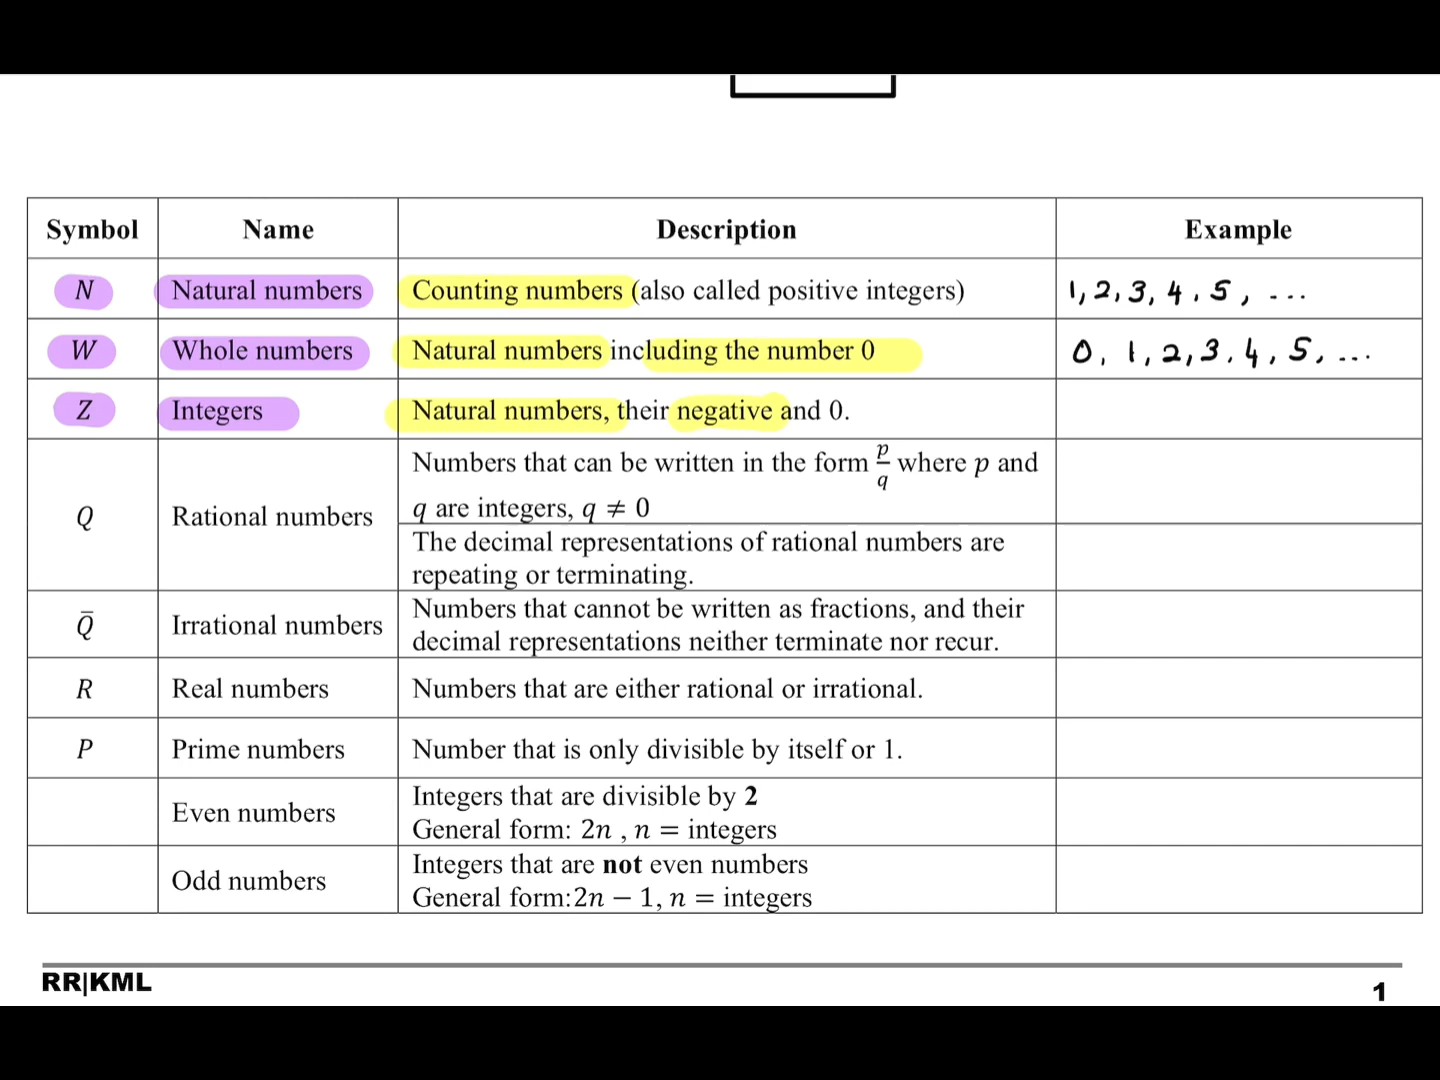 Symbol Name Description Example
N Natural numbers Counting numbers (also called positive integers) 1, 2, 3, 4, 5, ...
W Whole numbers Natural numbers including the number 0 0, 1, 2, 3, 4, 5, ...
Z Integers Natural numbers, their negative and 0.
Q Rational numbers Numbers that can be written in the form p/q where p and
q are integers, q ≠ 0
The decimal representations of rational numbers are
repeating or terminating.
Q̄ Irrational numbers Numbers that cannot be written as fractions, and their
decimal representations neither terminate nor recur.
R Real numbers Numbers that are either rational or irrational.
P Prime numbers Number that is only divisible by itself or 1.
Even numbers Integers that are divisible by 2
General form: 2n , n = integers
Odd numbers Integers that are not even numbers
General form:2n − 1, n = integers
RR|KML
1